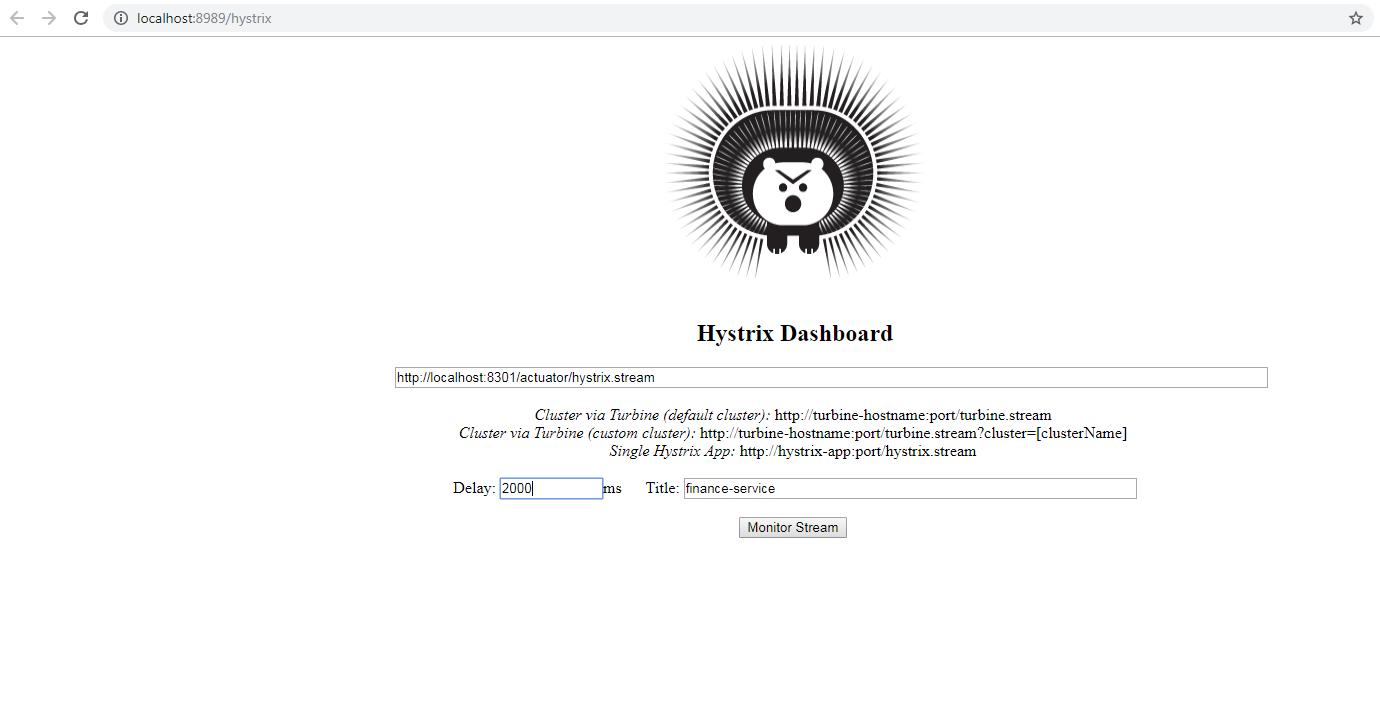 localhost:8989/hystrix
Hystrix Dashboard
http://localhost:8301/actuator/hystrix.stream
Cluster via Turbine (default cluster): http://turbine-hostname:port/turbine.stream
Cluster via Turbine (custom cluster): http://turbine-hostname:port/turbine.stream?cluster=[clusterName]
Single Hystrix App: http://hystrix-app:port/hystrix.stream
Delay: 2000 ms Title: finance-service
Monitor Stream